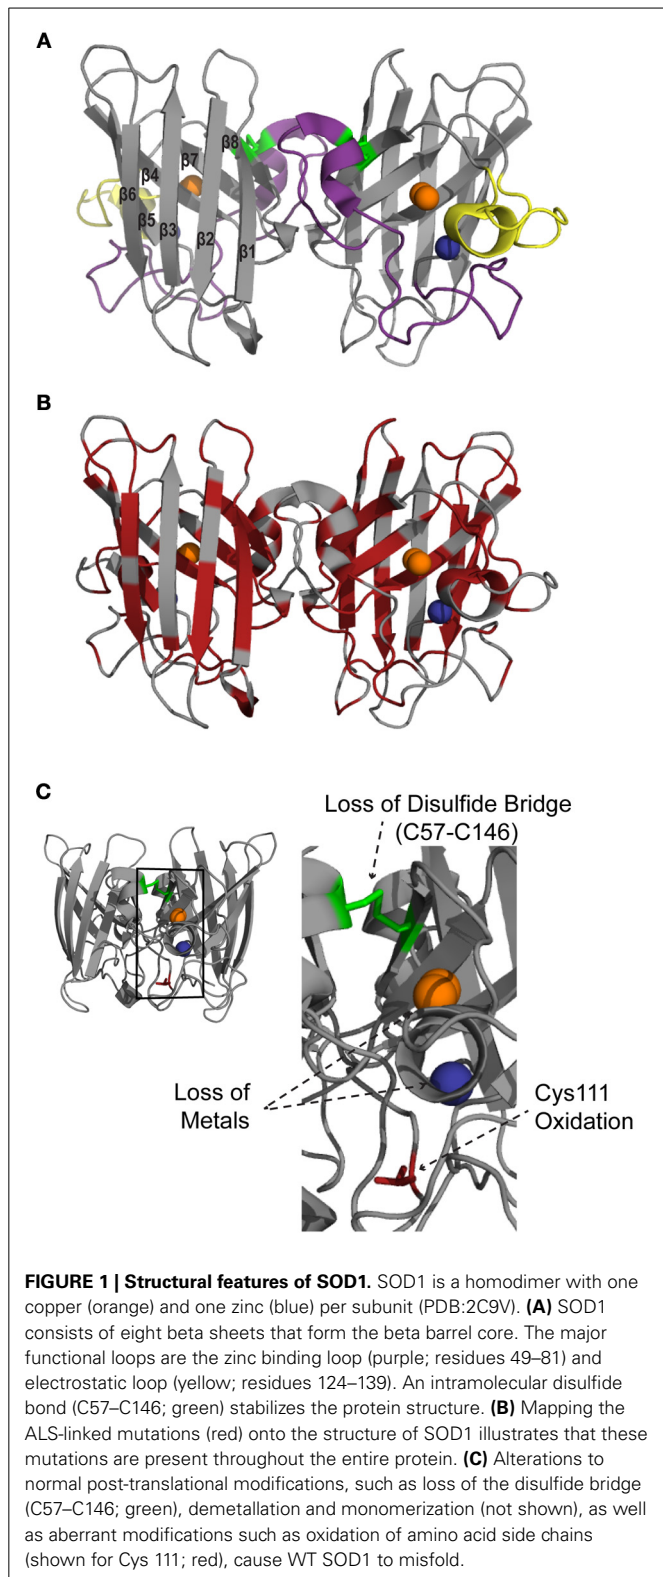 A
β8
β7
β4
β6
β5
β3
β2
β1
B
C
Loss of Disulfide Bridge
(C57-C146)
Loss of
Metals
Cys111
Oxidation
FIGURE 1 | Structural features of SOD1. SOD1 is a homodimer with one
copper (orange) and one zinc (blue) per subunit (PDB:2C9V). (A) SOD1
consists of eight beta sheets that form the beta barrel core. The major
functional loops are the zinc binding loop (purple; residues 49–81) and
electrostatic loop (yellow; residues 124–139). An intramolecular disulfide
bond (C57–C146; green) stabilizes the protein structure. (B) Mapping the
ALS-linked mutations (red) onto the structure of SOD1 illustrates that these
mutations are present throughout the entire protein. (C) Alterations to
normal post-translational modifications, such as loss of the disulfide bridge
(C57–C146; green), demetallation and monomerization (not shown), as well
as aberrant modifications such as oxidation of amino acid side chains
(shown for Cys 111; red), cause WT SOD1 to misfold.